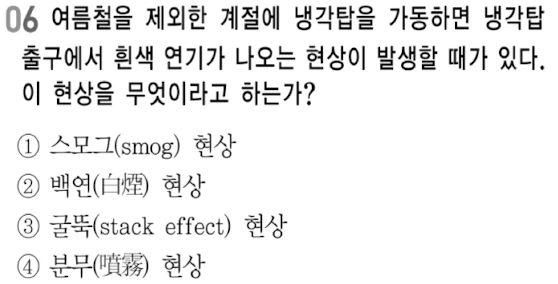 06 여름철을 제외한 계절에 냉각탑을 가동하면 냉각탑
출구에서 흰색 연기가 나오는 현상이 발생할 때가 있다.
이 현상을 무엇이라고 하는가?
① 스모그(smog) 현상
② 백연(白煙) 현상
③ 굴뚝(stack effect) 현상
④ 분무(噴霧) 현상